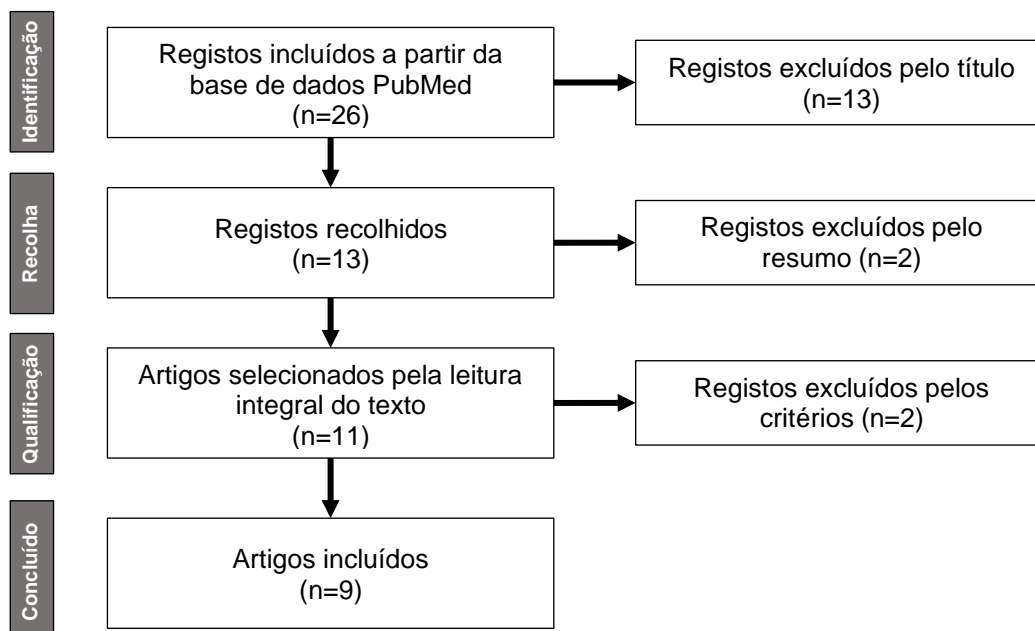 Identificação
Registos incluídos a partir da
base de dados PubMed
(n=26)
Registos excluídos pelo título
(n=13)
Recolha
Registos recolhidos
(n=13)
Registos excluídos pelo
resumo (n=2)
Qualificação
Artigos selecionados pela leitura
integral do texto
(n=11)
Registos excluídos pelos
critérios (n=2)
Concluído
Artigos incluídos
(n=9)